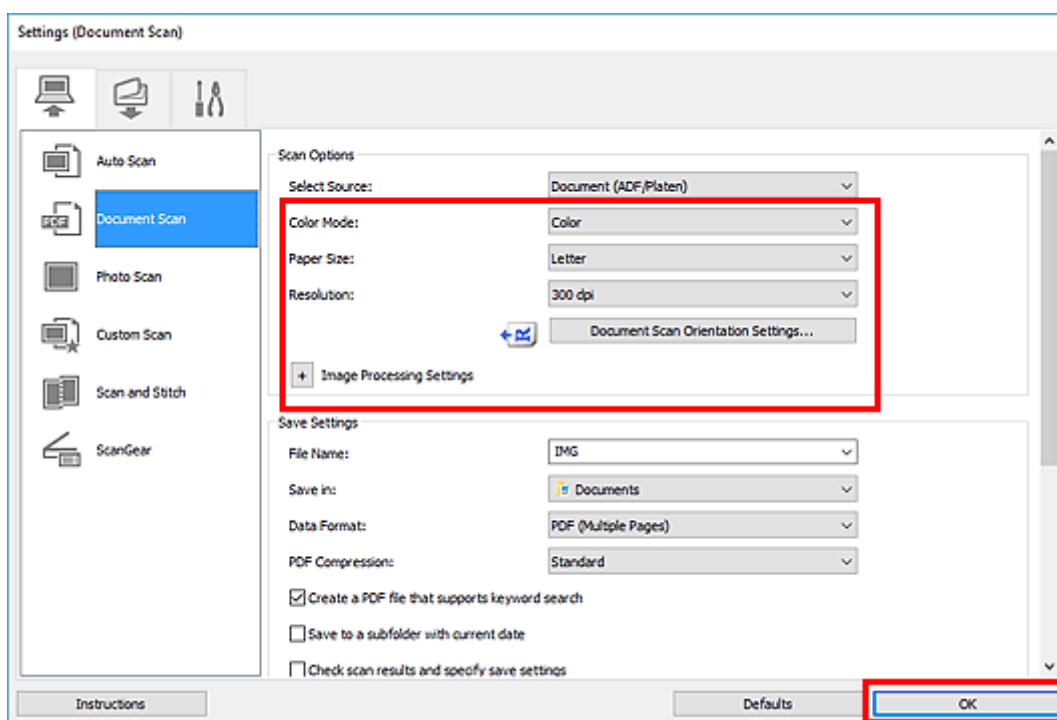 Settings (Document Scan)
Auto Scan
PDF
Document Scan
Photo Scan
Custom Scan
Scan and Stitch
ScanGear
Scan Options
Select Source: Document (ADF/Platen)
Color Mode: Color
Paper Size: Letter
Resolution: 300 dpi
R Document Scan Orientation Settings...
+ Image Processing Settings
Save Settings
File Name: IMG
Save in: Documents
Data Format: PDF (Multiple Pages)
PDF Compression: Standard
Create a PDF file that supports keyword search
Save to a subfolder with current date
Check scan results and specify save settings
Instructions Defaults OK